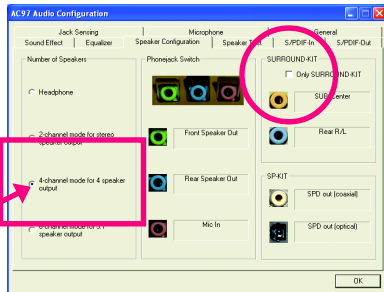 AC97 Audio Configuration
Jack Sensing
Microphone
General
Sound Effect
Equalizer
Speaker Configuration
Speaker
S/PDIF-In
S/PDIF-Out
Number of Speakers
Headphone
2-channel mode for stereo
speaker output
4-channel mode for 4 speaker
output
6-channel mode for 5.1
speaker output
Phonejack Switch
Front Speaker Out
Rear Speaker Out
Mic In
SURROUND-KIT
Only SURROUND-KIT
Center
Rear R/L
SP-KIT
SPD out (coaxial)
SPD out (optical)
OK